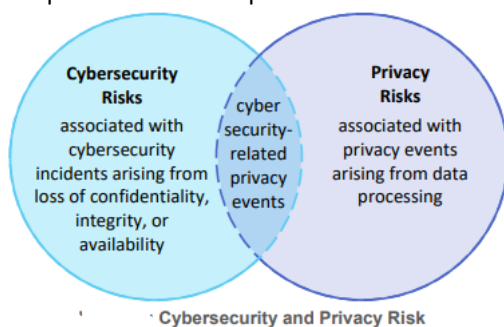 Cybersecurity
Risks
associated with
cybersecurity
incidents arising from
loss of confidentiality,
integrity, or
availability
cyber
security-
related
privacy
events
Privacy
Risks
associated with
privacy events
arising from data
processing
Cybersecurity and Privacy Risk